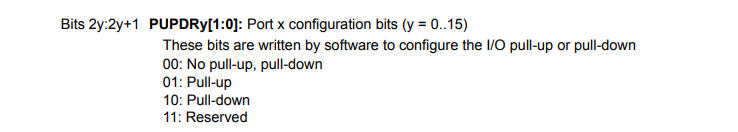 Bits 2y:2y+1 PUPDRy[1:0]: Port x configuration bits (y = 0..15)
These bits are written by software to configure the I/O pull-up or pull-down
00: No pull-up, pull-down
01: Pull-up
10: Pull-down
11: Reserved